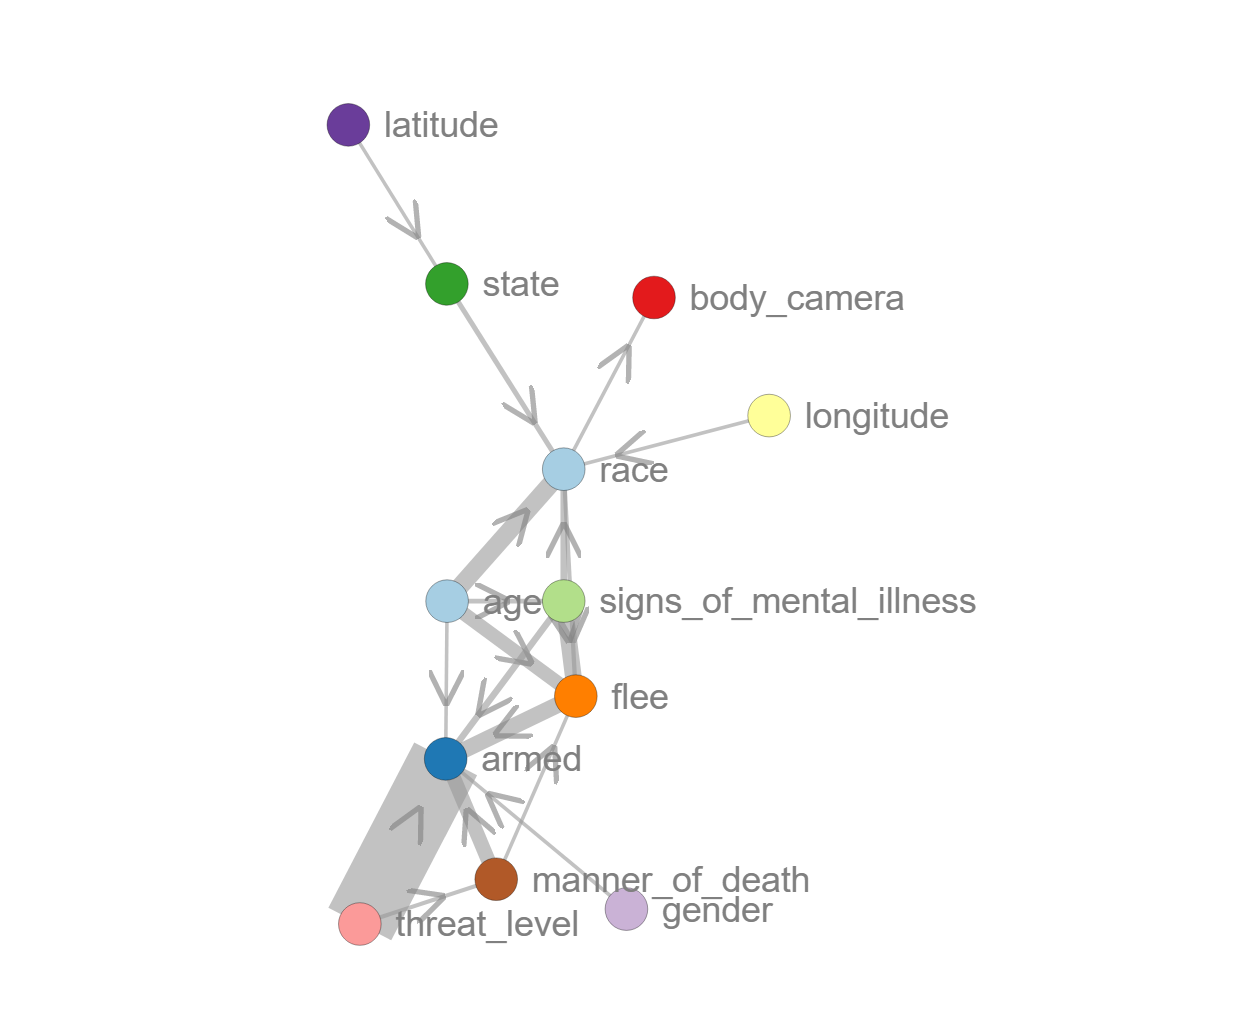 latitude
state
body_camera
longitude
race
age
signs_of_mental_illness
flee
armed
manner_of_death
gender
threat_level